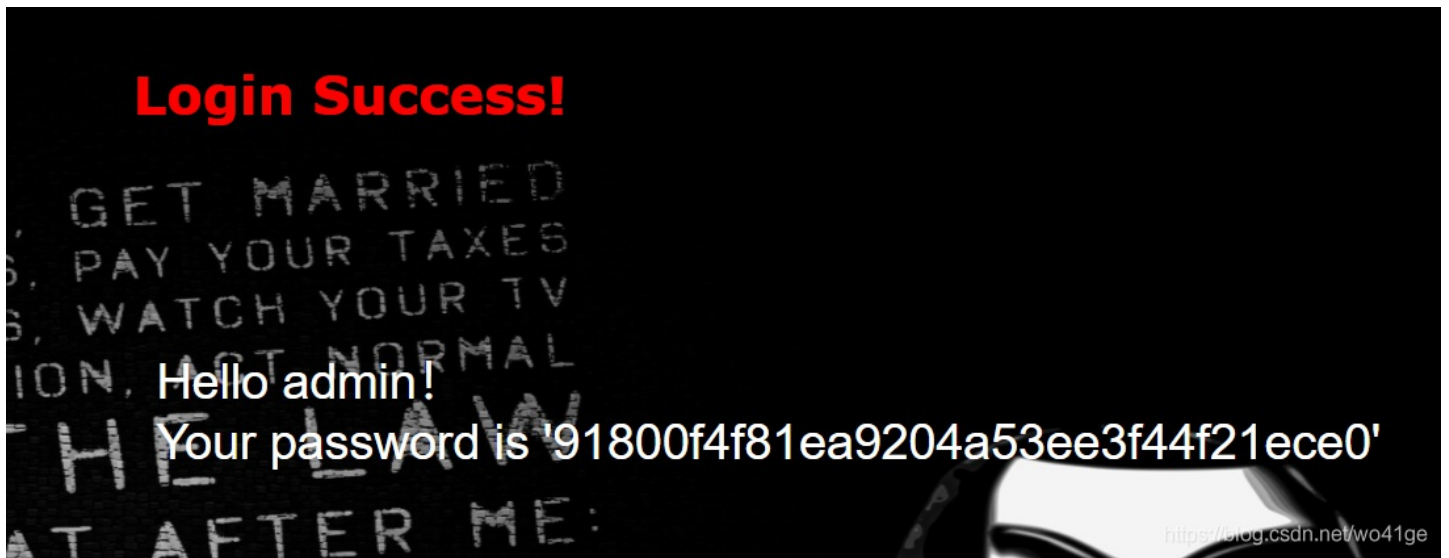 Login Success!
, GET MARRIED
S, PAY YOUR TAXES
S, WATCH YOUR TV
ION, ACT NORMAL
Hello admin!
THE LAW
Your password is '91800f4f81ea9204a53ee3f44f21ece0'
AT AFTER ME:
https://blog.csdn.net/wo41ge